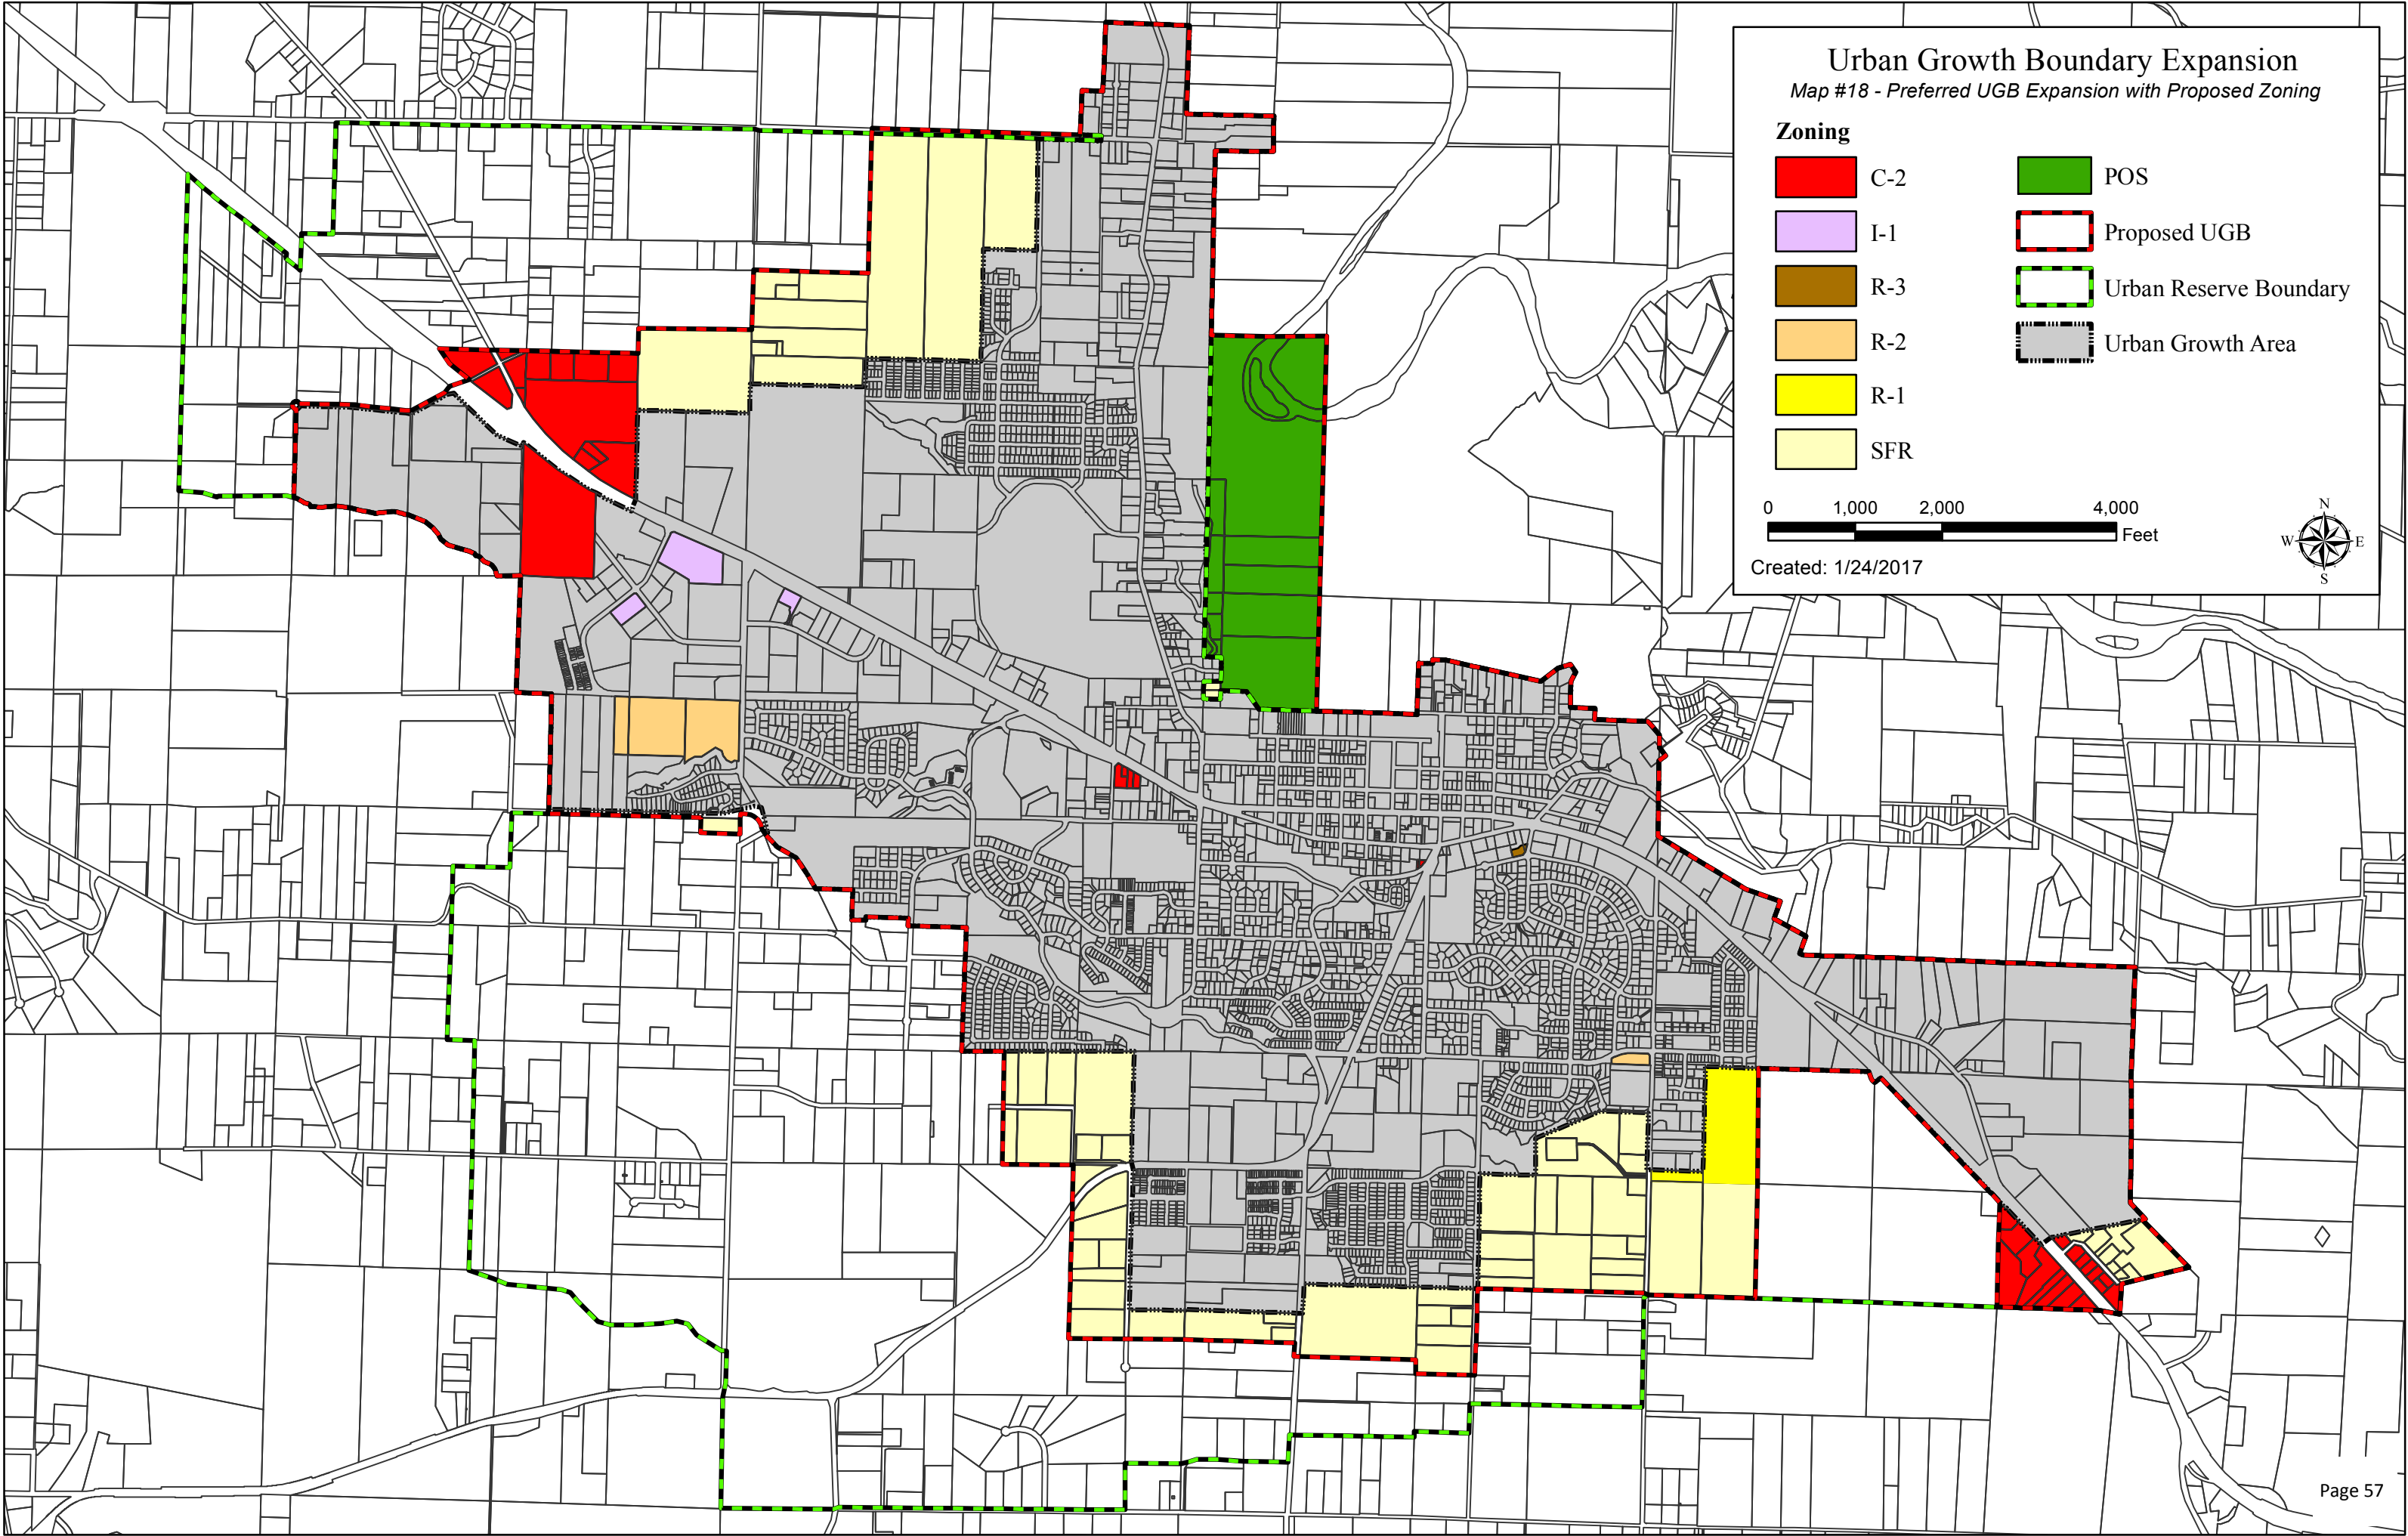 Urban Growth Boundary Expansion
Map #18 - Preferred UGB Expansion with Proposed Zoning
Zoning
C-2
I-1
R-3
R-2
R-1
SFR
POS
Proposed UGB
Urban Reserve Boundary
Urban Growth Area
0 1,000 2,000 4,000
Feet
Created: 1/24/2017
N
W E
S
Page 57